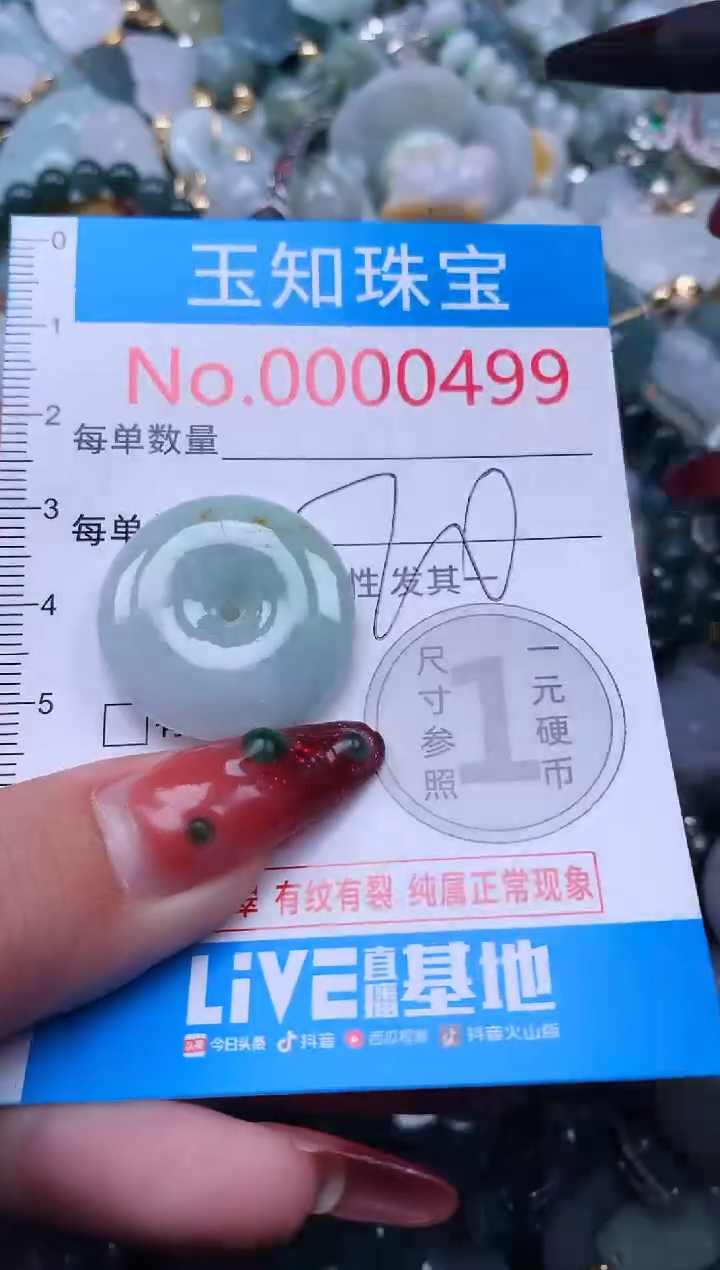 0
玉知珠宝
1
No.0000499
2
每单数量
3
每单
性发其一
4
尺寸参照
1
一元硬币
5
有纹有裂 纯属正常现象
LiVE直播基地
今日头条 抖音 西瓜视频 抖音火山版